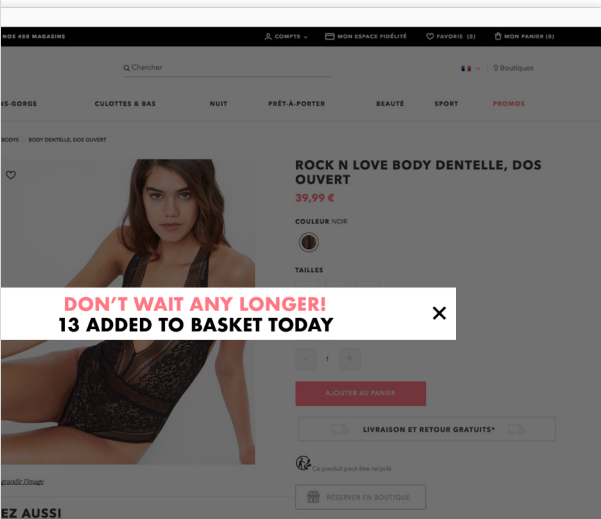 NOS 450 MAGASINS
COMPTE
MON ESPACE FIDÉLITÉ
FAVORIS (0)
MON PANIER (0)
Chercher
Boutiques
CULOTTES & BAS
NUIT
PRÊT-À-PORTER
BEAUTÉ
SPORT
PROMOS
BODYS / BODY DENTELLE, DOS OUVERT
ROCK N LOVE BODY DENTELLE, DOS
OUVERT
39,99 €
COULEUR NOIR
TAILLES
DON'T WAIT ANY LONGER!
13 ADDED TO BASKET TODAY
- 1 +
AJOUTER AU PANIER
LIVRAISON ET RETOUR GRATUITS*
Ce produit peut être recyclé
grandir l'image
RÉSERVER EN BOUTIQUE
EZ AUSSI